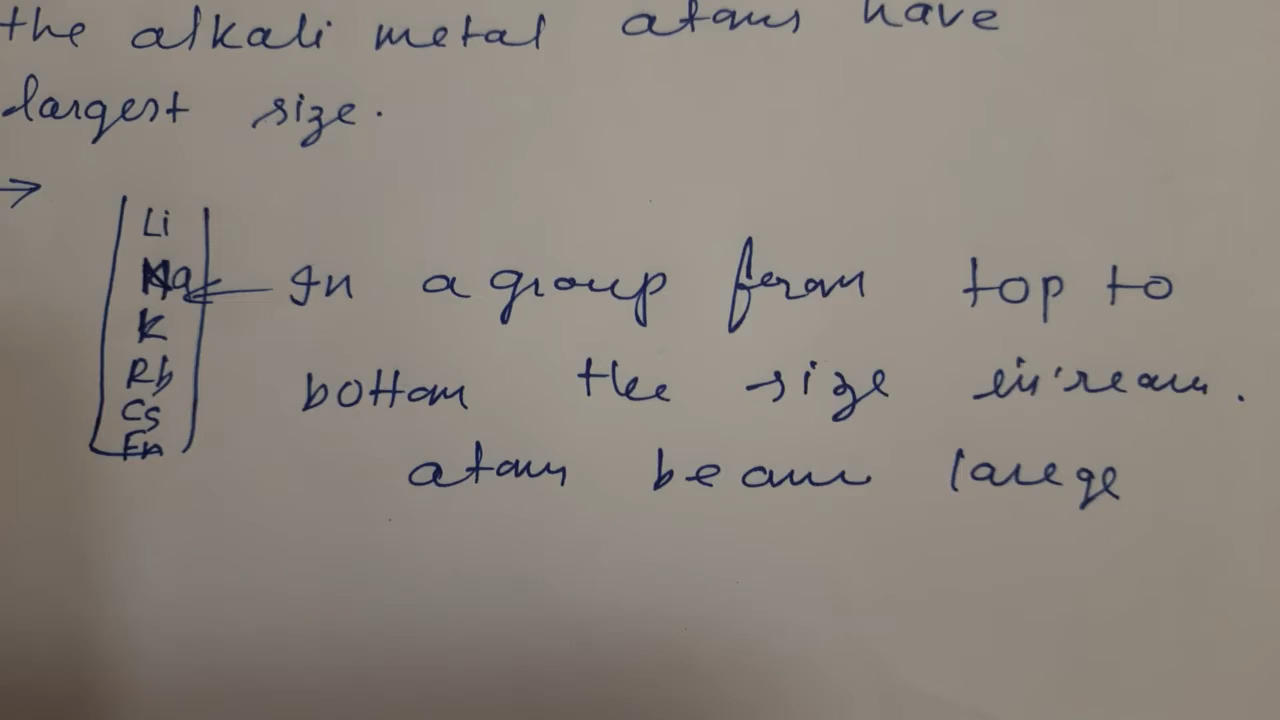 the alkali metal atoms have
largest size.
→
Li
Na
K
Rb
Cs
Fr
In a group from top to
bottom the size increases.
atoms became large